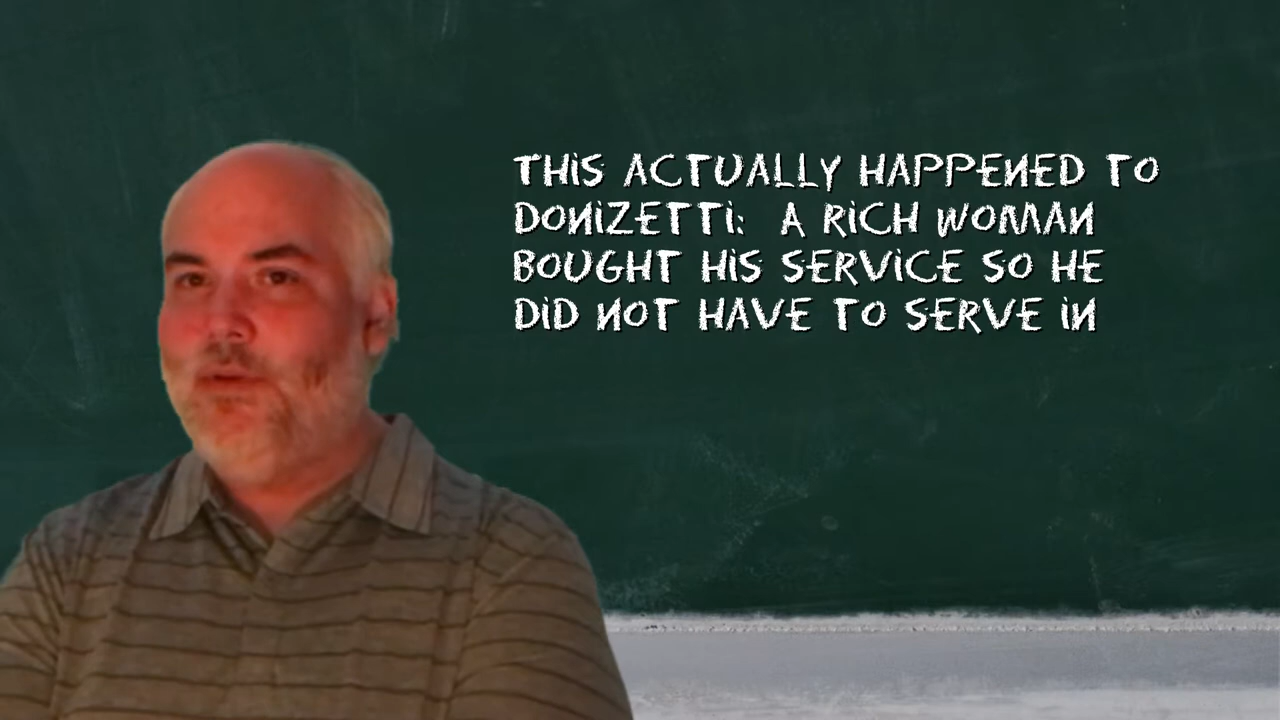 THIS ACTUALLY HAPPENED TO
DONIZETTI:  A RICH WOMAN
BOUGHT HIS SERVICE SO HE
DID NOT HAVE TO SERVE IN